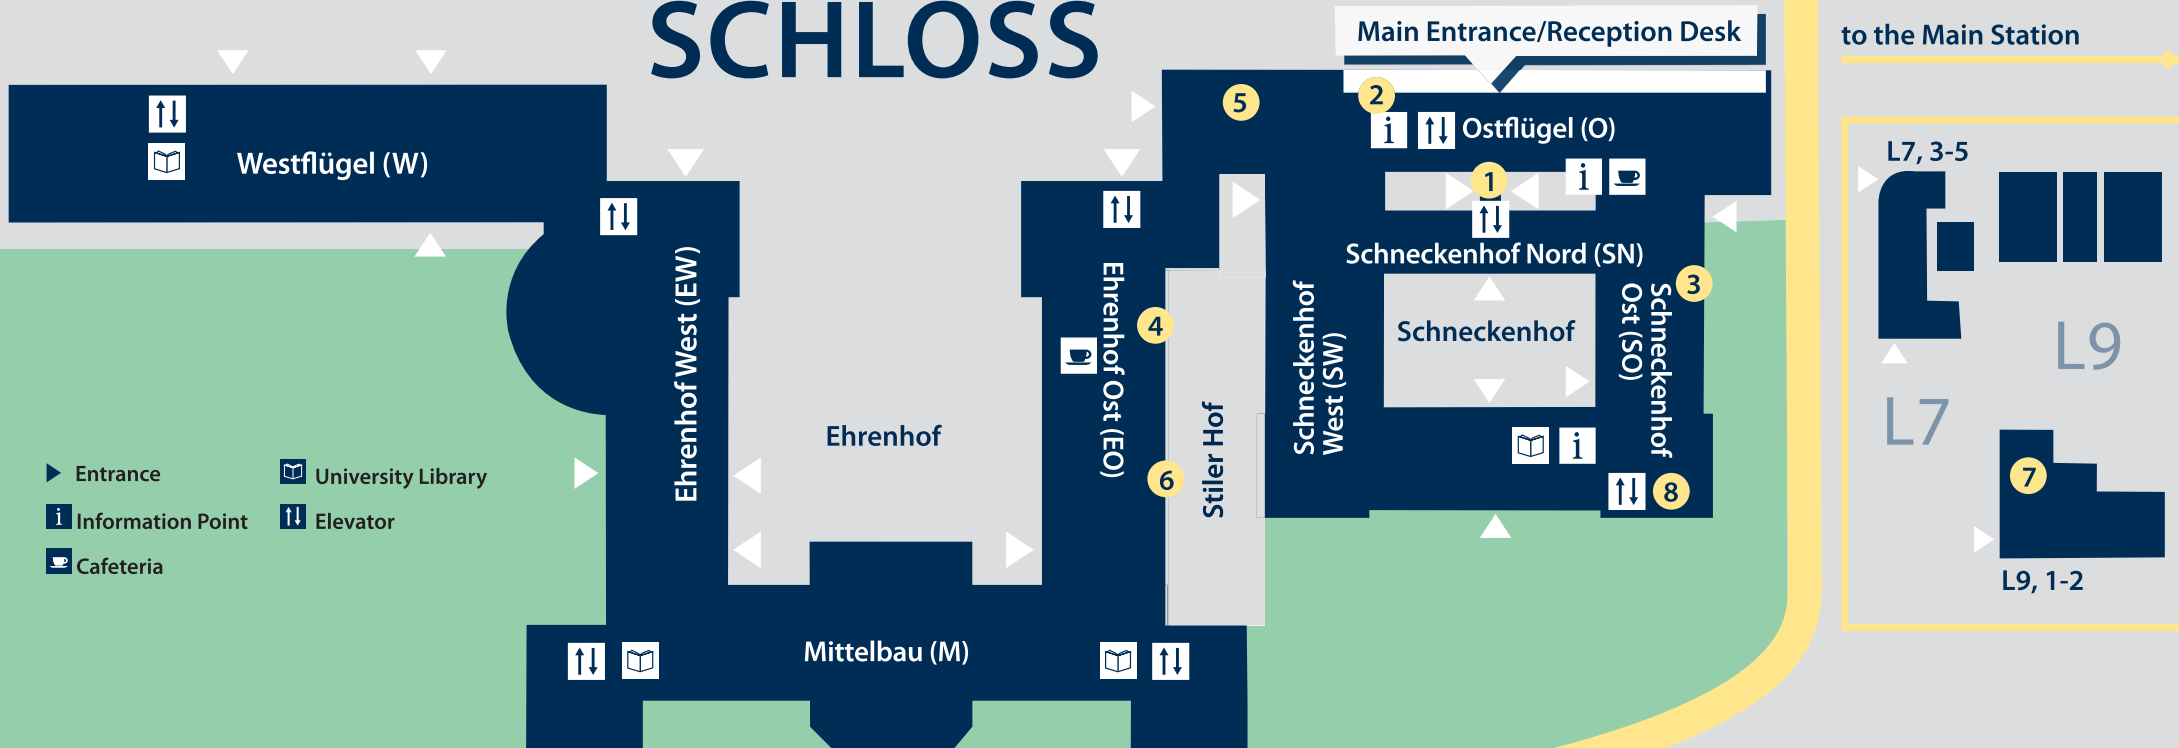 SCHLOSS
Main Entrance/Reception Desk
to the Main Station
5
2
i
Ostflügel (O)
L7, 3-5
Westflügel (W)
1
i
Schneckenhof Nord (SN)
Ehrenhof West (EW)
Ehrenhof Ost (EO)
4
Schneckenhof
West (SW)
Schneckenhof
Schneckenhof
Ost (SO)
3
L9
L7
Ehrenhof
Stiler Hof
i
6
8
7
Entrance
University Library
i Information Point
Elevator
Cafeteria
L9, 1-2
Mittelbau (M)